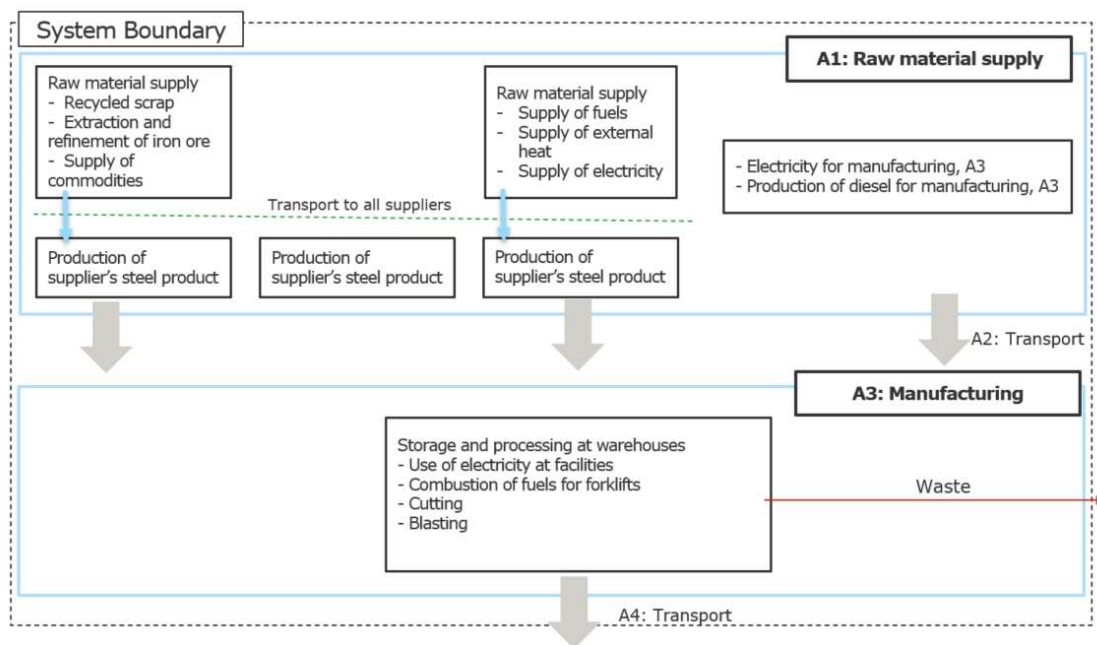 System Boundary
A1: Raw material supply
Raw material supply
- Recycled scrap
- Extraction and
refinement of iron ore
- Supply of
commodities
Raw material supply
- Supply of fuels
- Supply of external
heat
- Supply of electricity
- Electricity for manufacturing, A3
- Production of diesel for manufacturing, A3
Transport to all suppliers
Production of
supplier's steel product
Production of
supplier's steel product
Production of
supplier's steel product
A2: Transport
A3: Manufacturing
Storage and processing at warehouses
- Use of electricity at facilities
- Combustion of fuels for forklifts
- Cutting
- Blasting
Waste
A4: Transport